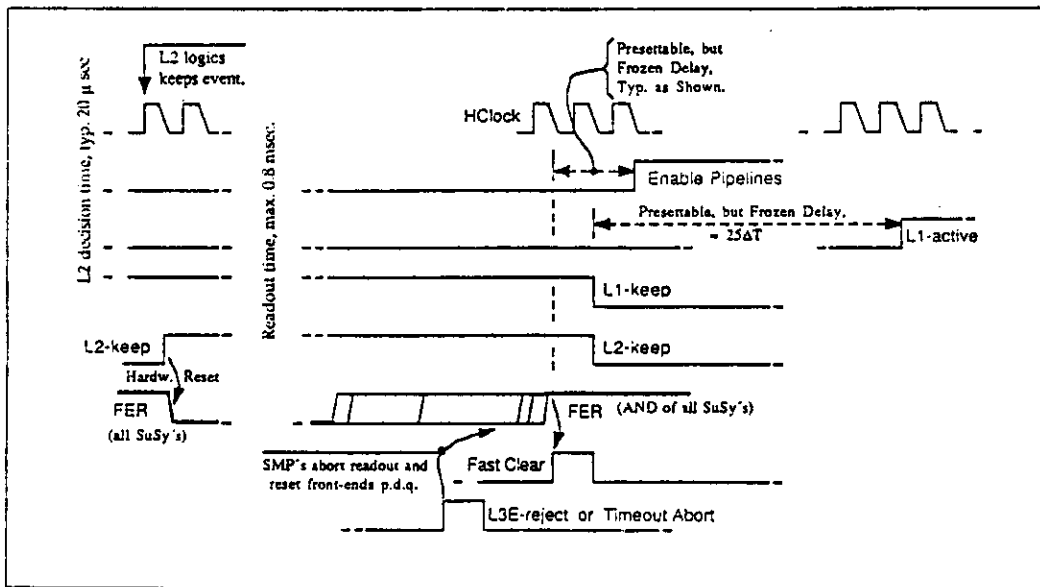 L2 logics
keeps event.
Presettable, but
Frozen Delay,
Typ. as Shown.
L2 decision time, typ. 20 μ sec
HClock
Readout time, max. 0.8 msec.
Enable Pipelines
Presettable, but Frozen Delay,
= 25ΔT
L1-active
L1-keep
L2-keep
L2-keep
Hardw. Reset
FER
(all SuSy's)
FER (AND of all SuSy's)
SMP's abort readout and
reset front-ends p.d.q.
Fast Clear
L3E-reject or Timeout Abort